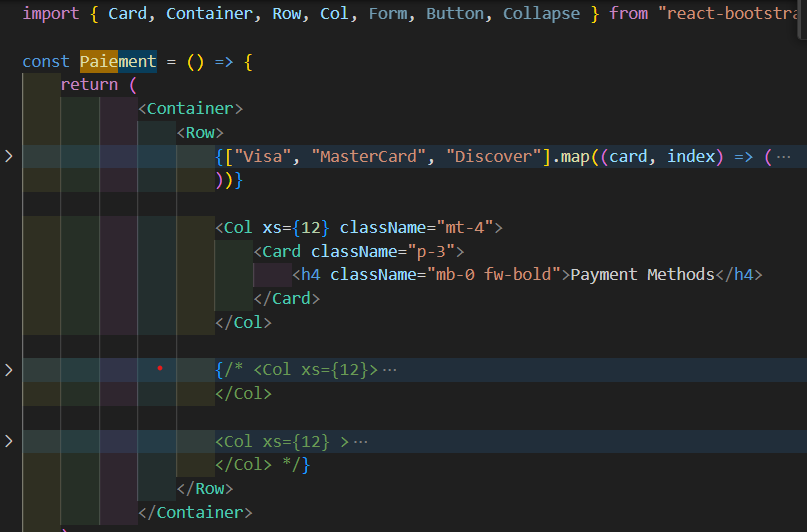 import { Card, Container, Row, Col, Form, Button, Collapse } from "react-bootstra
const Paiement = () => {
return (
<Container>
<Row>
{["Visa", "MasterCard", "Discover"].map((card, index) => ( ...
))}
<Col xs={12} className="mt-4">
<Card className="p-3">
<h4 className="mb-0 fw-bold">Payment Methods</h4>
</Card>
</Col>
{/* <Col xs={12}> ...
</Col>
<Col xs={12} > ...
</Col> */}
</Row>
</Container>